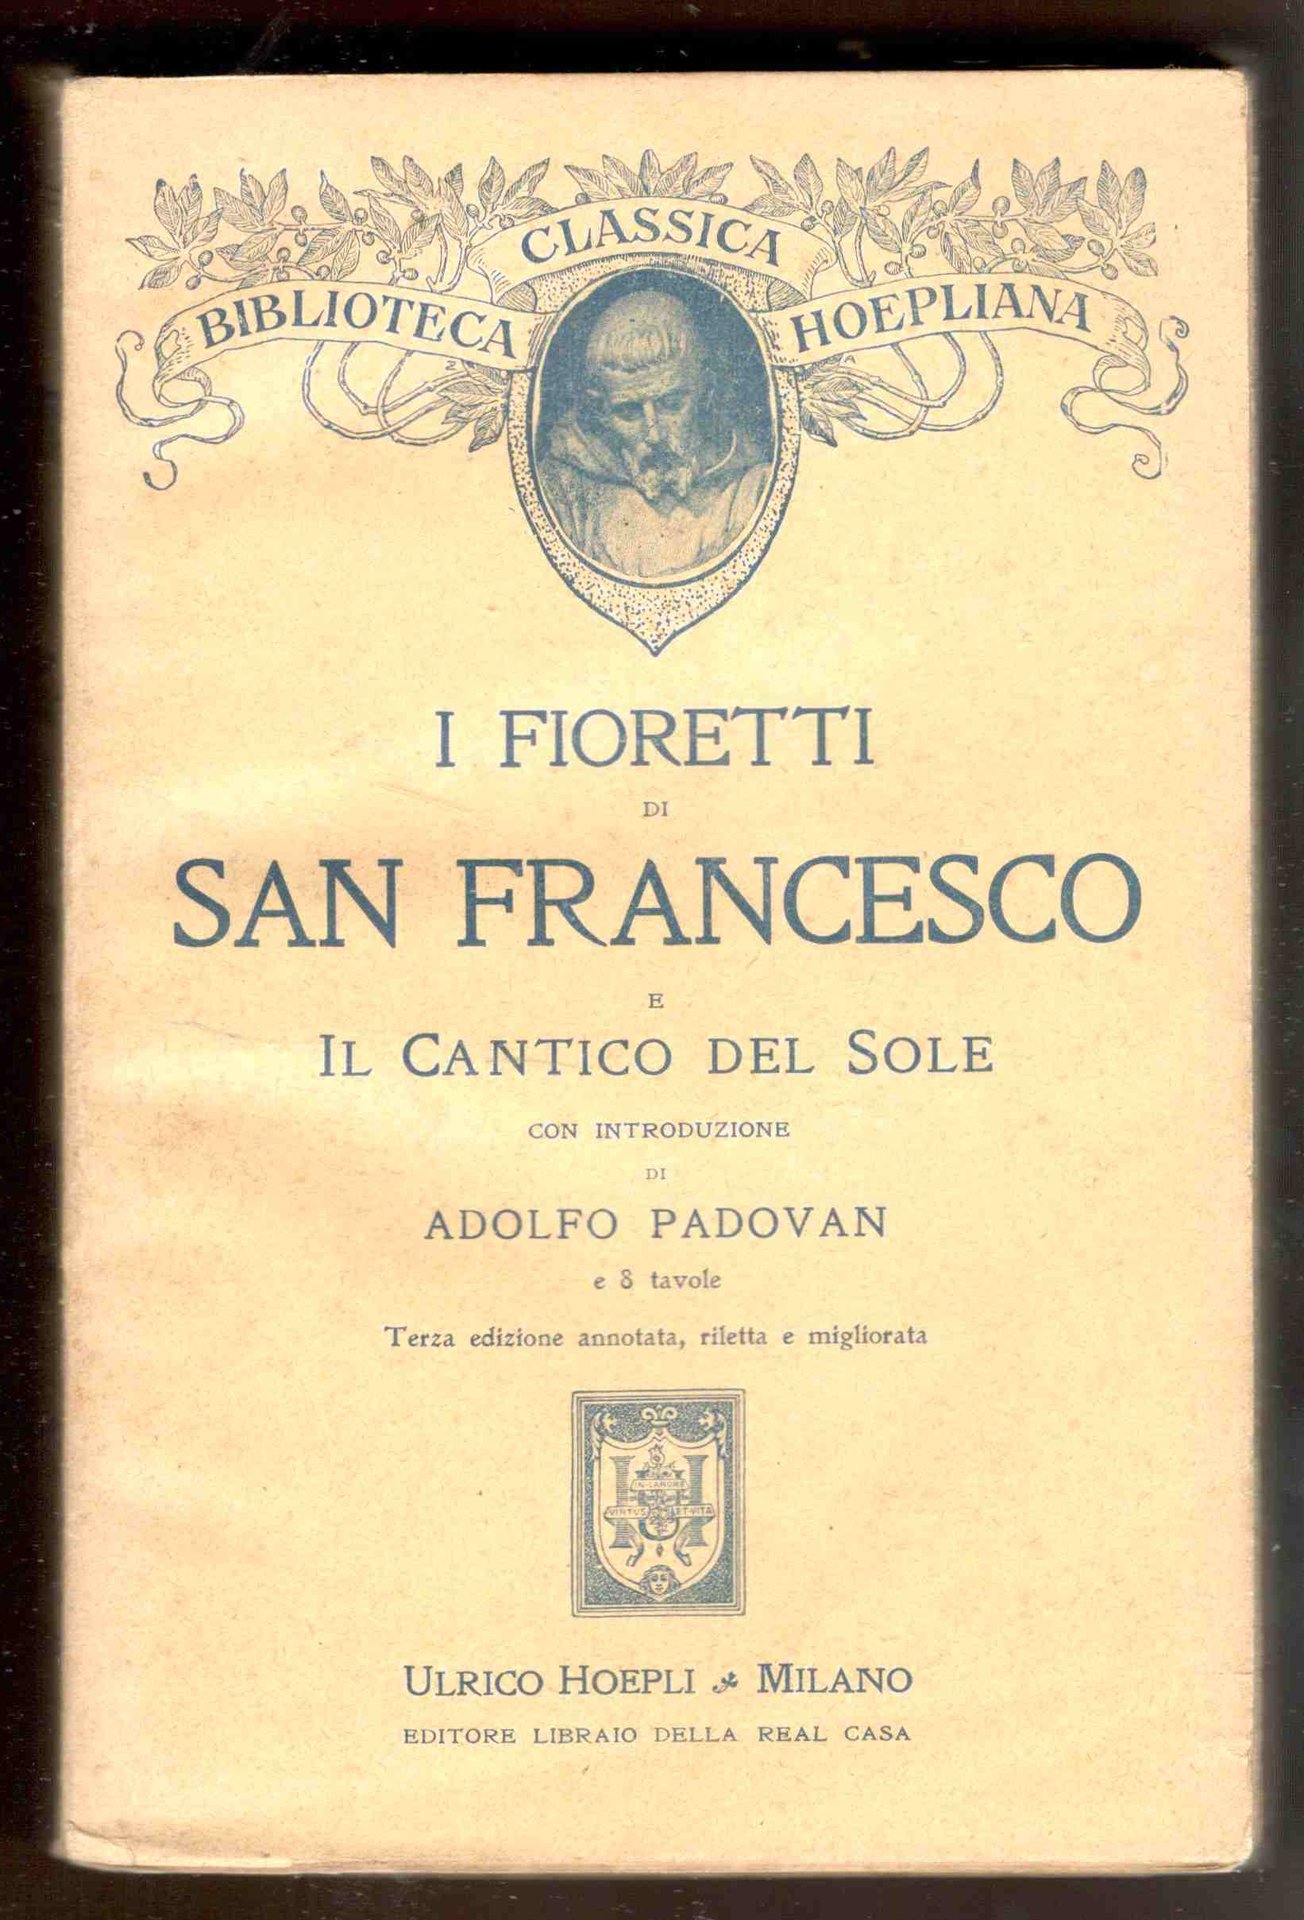 BIBLIOTECA CLASSICA HOEPLIANA
I FIORETTI
DI
SAN FRANCESCO
E
IL CANTICO DEL SOLE
CON INTRODUZIONE
DI
ADOLFO PADOVAN
e 8 tavole
Terza edizione annotata, riletta e migliorata
IN LABORE
VIRTUS ET VITA
ULRICO HOEPLI MILANO
EDITORE LIBRAIO DELLA REAL CASA